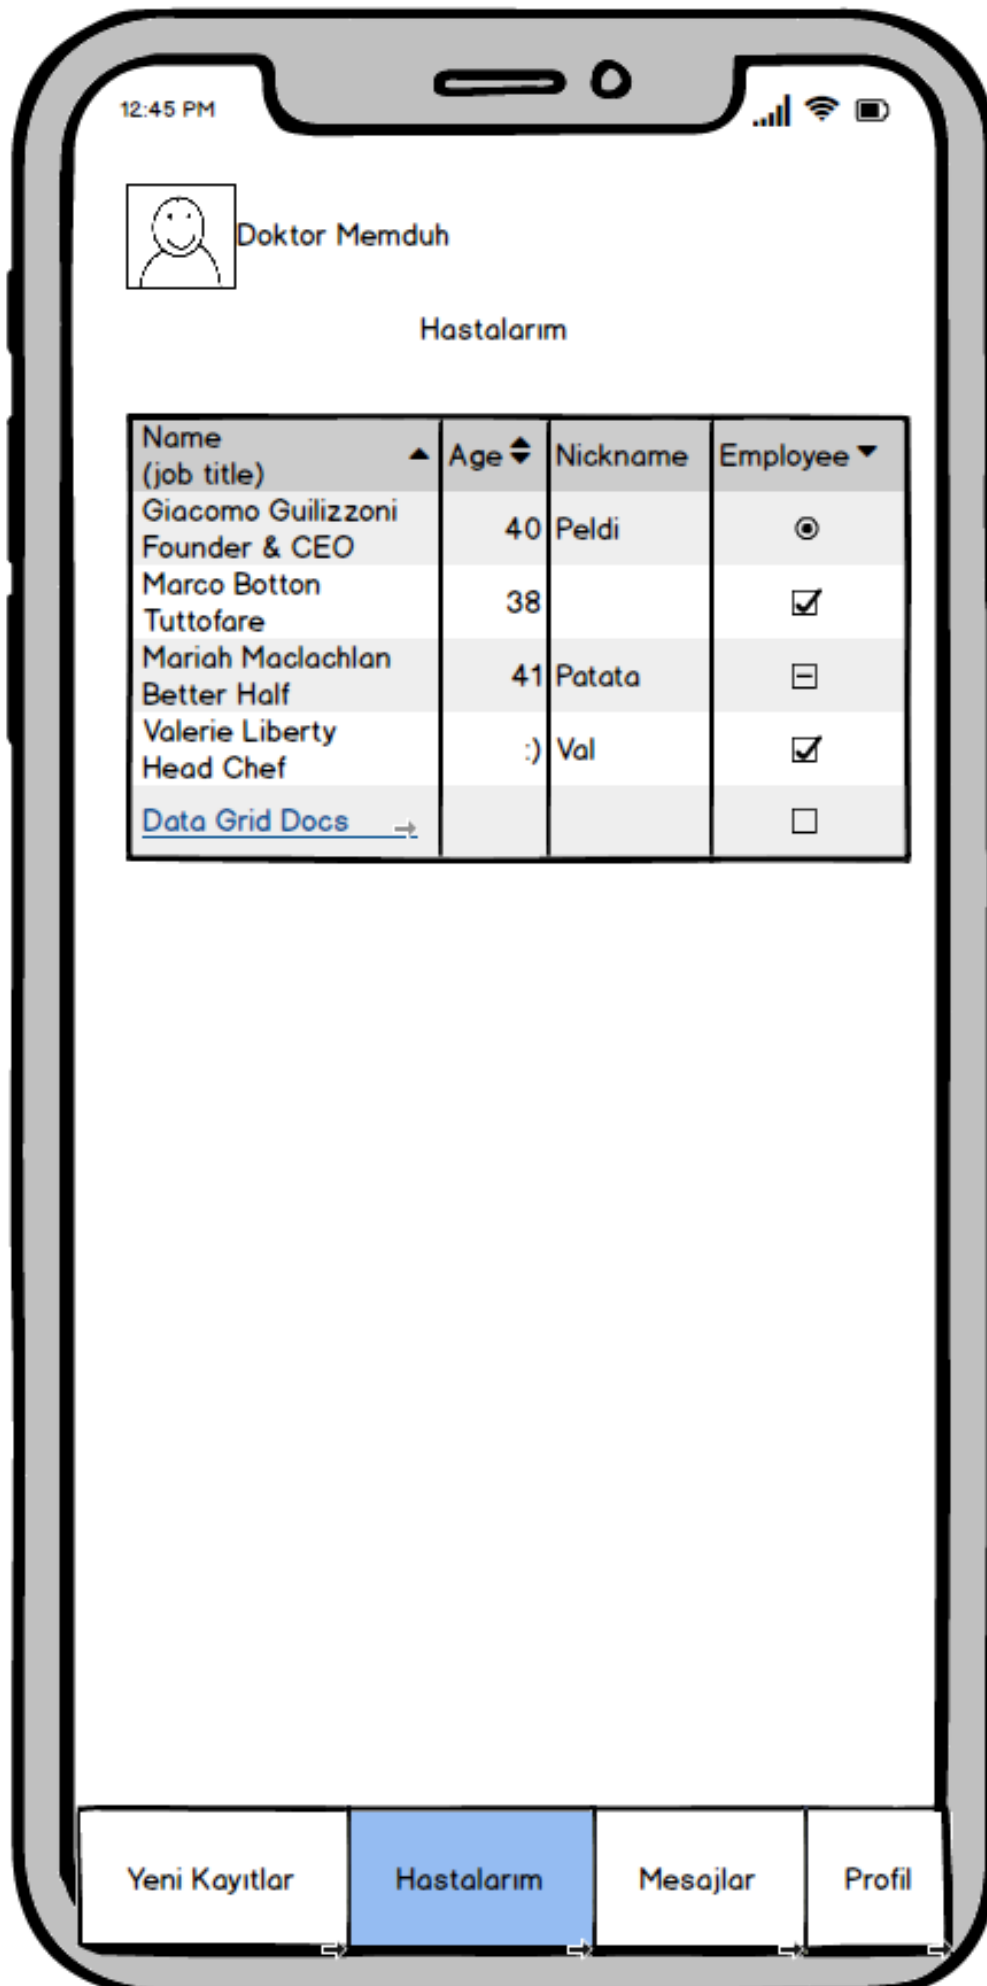 12:45 PM
Doktor Memduh
Hastalarım
Name
(job title)
Age
Nickname
Employee
Giacomo Guilizzoni
Founder & CEO
40
Peldi
Marco Botton
Tuttofare
38
Mariah Maclachlan
Better Half
41
Patata
Valerie Liberty
Head Chef
:)
Val
Data Grid Docs
Yeni Kayıtlar
Hastalarım
Mesajlar
Profil